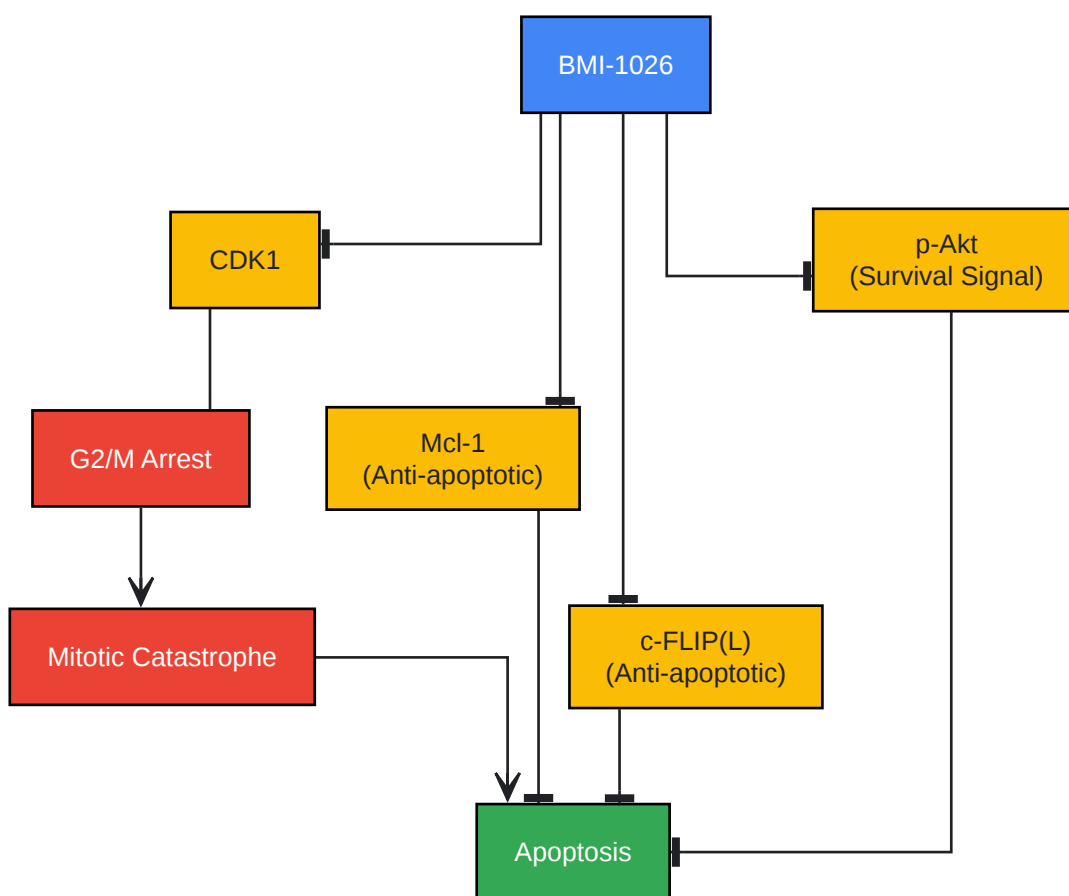 BMI-1026
CDK1
p-Akt
(Survival Signal)
G2/M Arrest
Mcl-1
(Anti-apoptotic)
Mitotic Catastrophe
c-FLIP(L)
(Anti-apoptotic)
Apoptosis